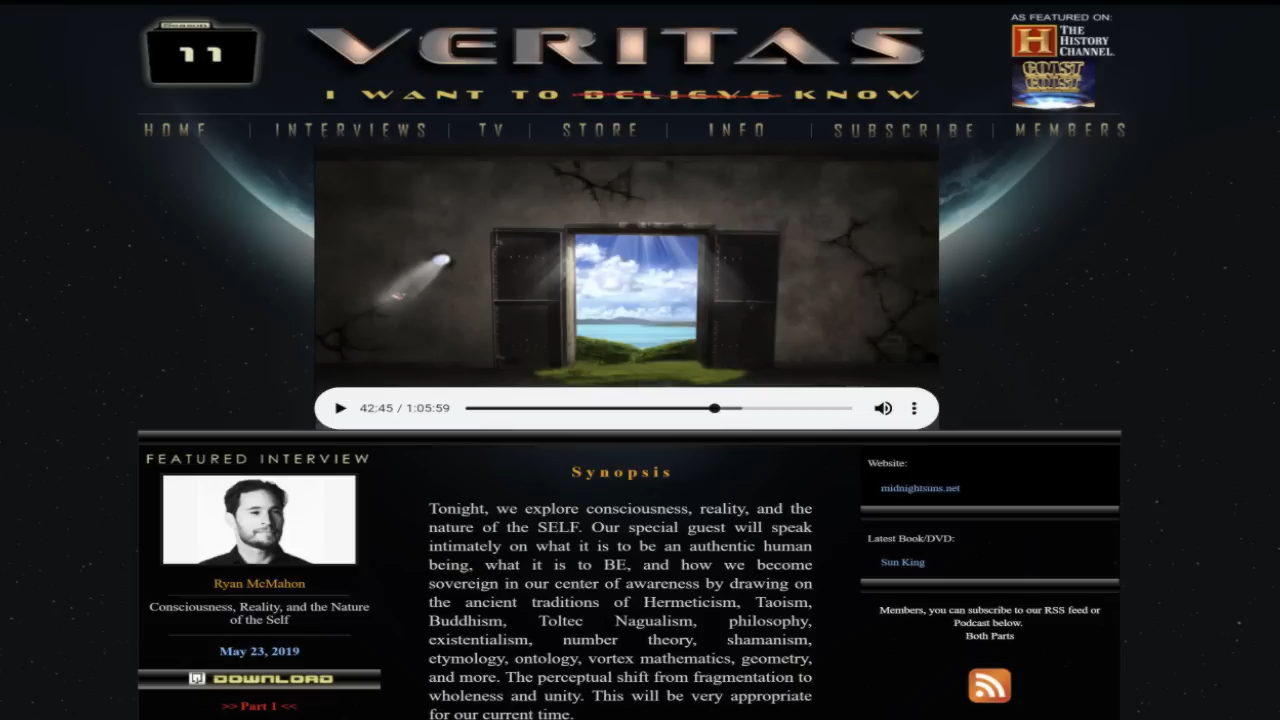 Season
11
VERITAS
I WANT TO BELIEVE KNOW
AS FEATURED ON:
H THE HISTORY CHANNEL
COAST COAST
HOME | INTERVIEWS | TV | STORE | INFO | SUBSCRIBE | MEMBERS
42:45 / 1:05:59
FEATURED INTERVIEW
Ryan McMahon
Consciousness, Reality, and the Nature
of the Self
May 23, 2019
DOWNLOAD
>> Part 1 <<
Synopsis
Tonight, we explore consciousness, reality, and the
nature of the SELF. Our special guest will speak
intimately on what it is to be an authentic human
being, what it is to BE, and how we become
sovereign in our center of awareness by drawing on
the ancient traditions of Hermeticism, Taoism,
Buddhism, Toltec Nagualism, philosophy,
existentialism, number theory, shamanism,
etymology, ontology, vortex mathematics, geometry,
and more. The perceptual shift from fragmentation to
wholeness and unity. This will be very appropriate
for our current time.
Website:
midnightsuns.net
Latest Book/DVD:
Sun King
Members, you can subscribe to our RSS feed or
Podcast below.
Both Parts